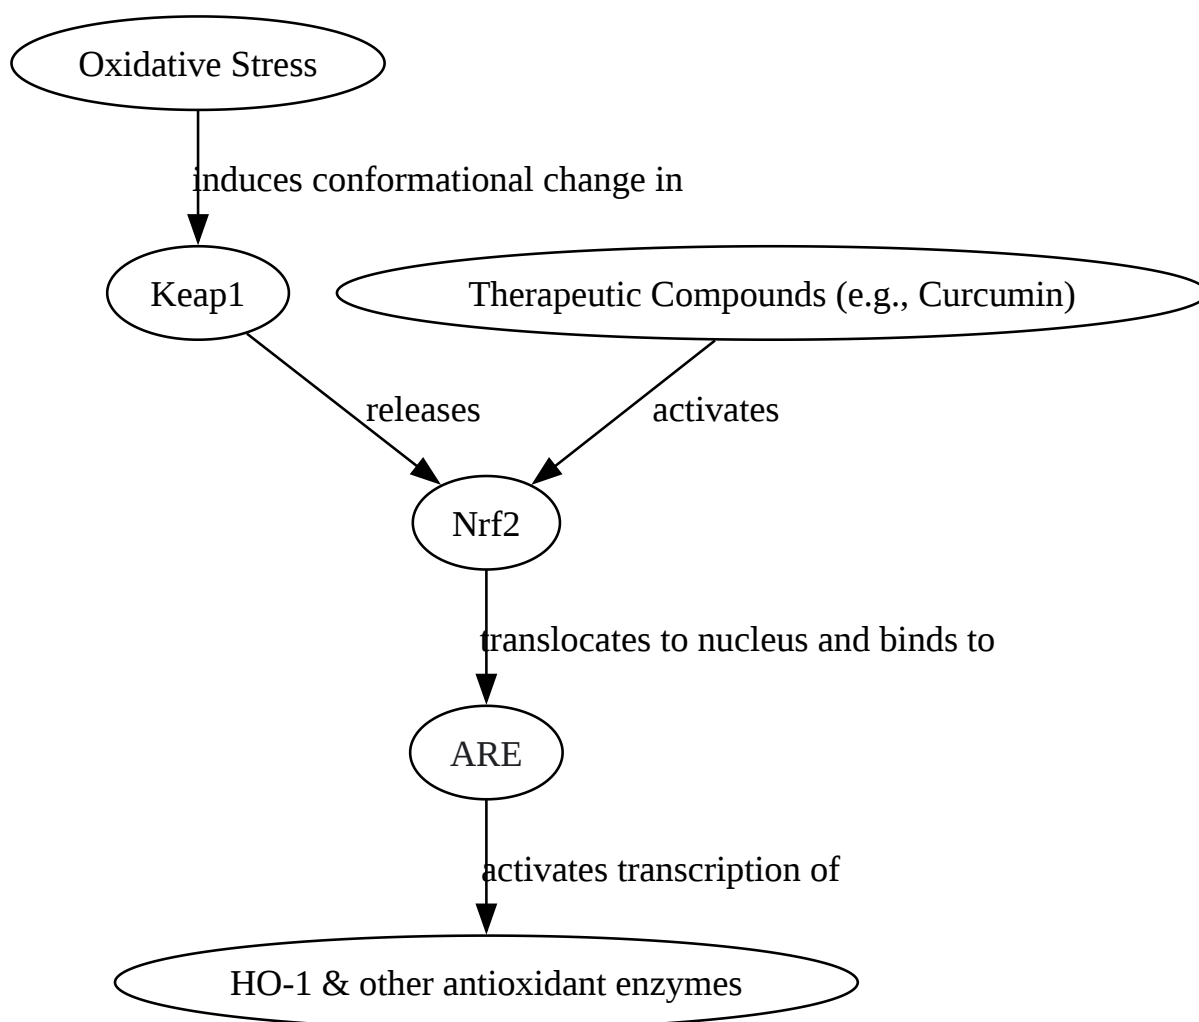 Oxidative Stress
induces conformational change in
Keap1
Therapeutic Compounds (e.g., Curcumin)
releases
activates
Nrf2
translocates to nucleus and binds to
ARE
activates transcription of
HO-1 & other antioxidant enzymes